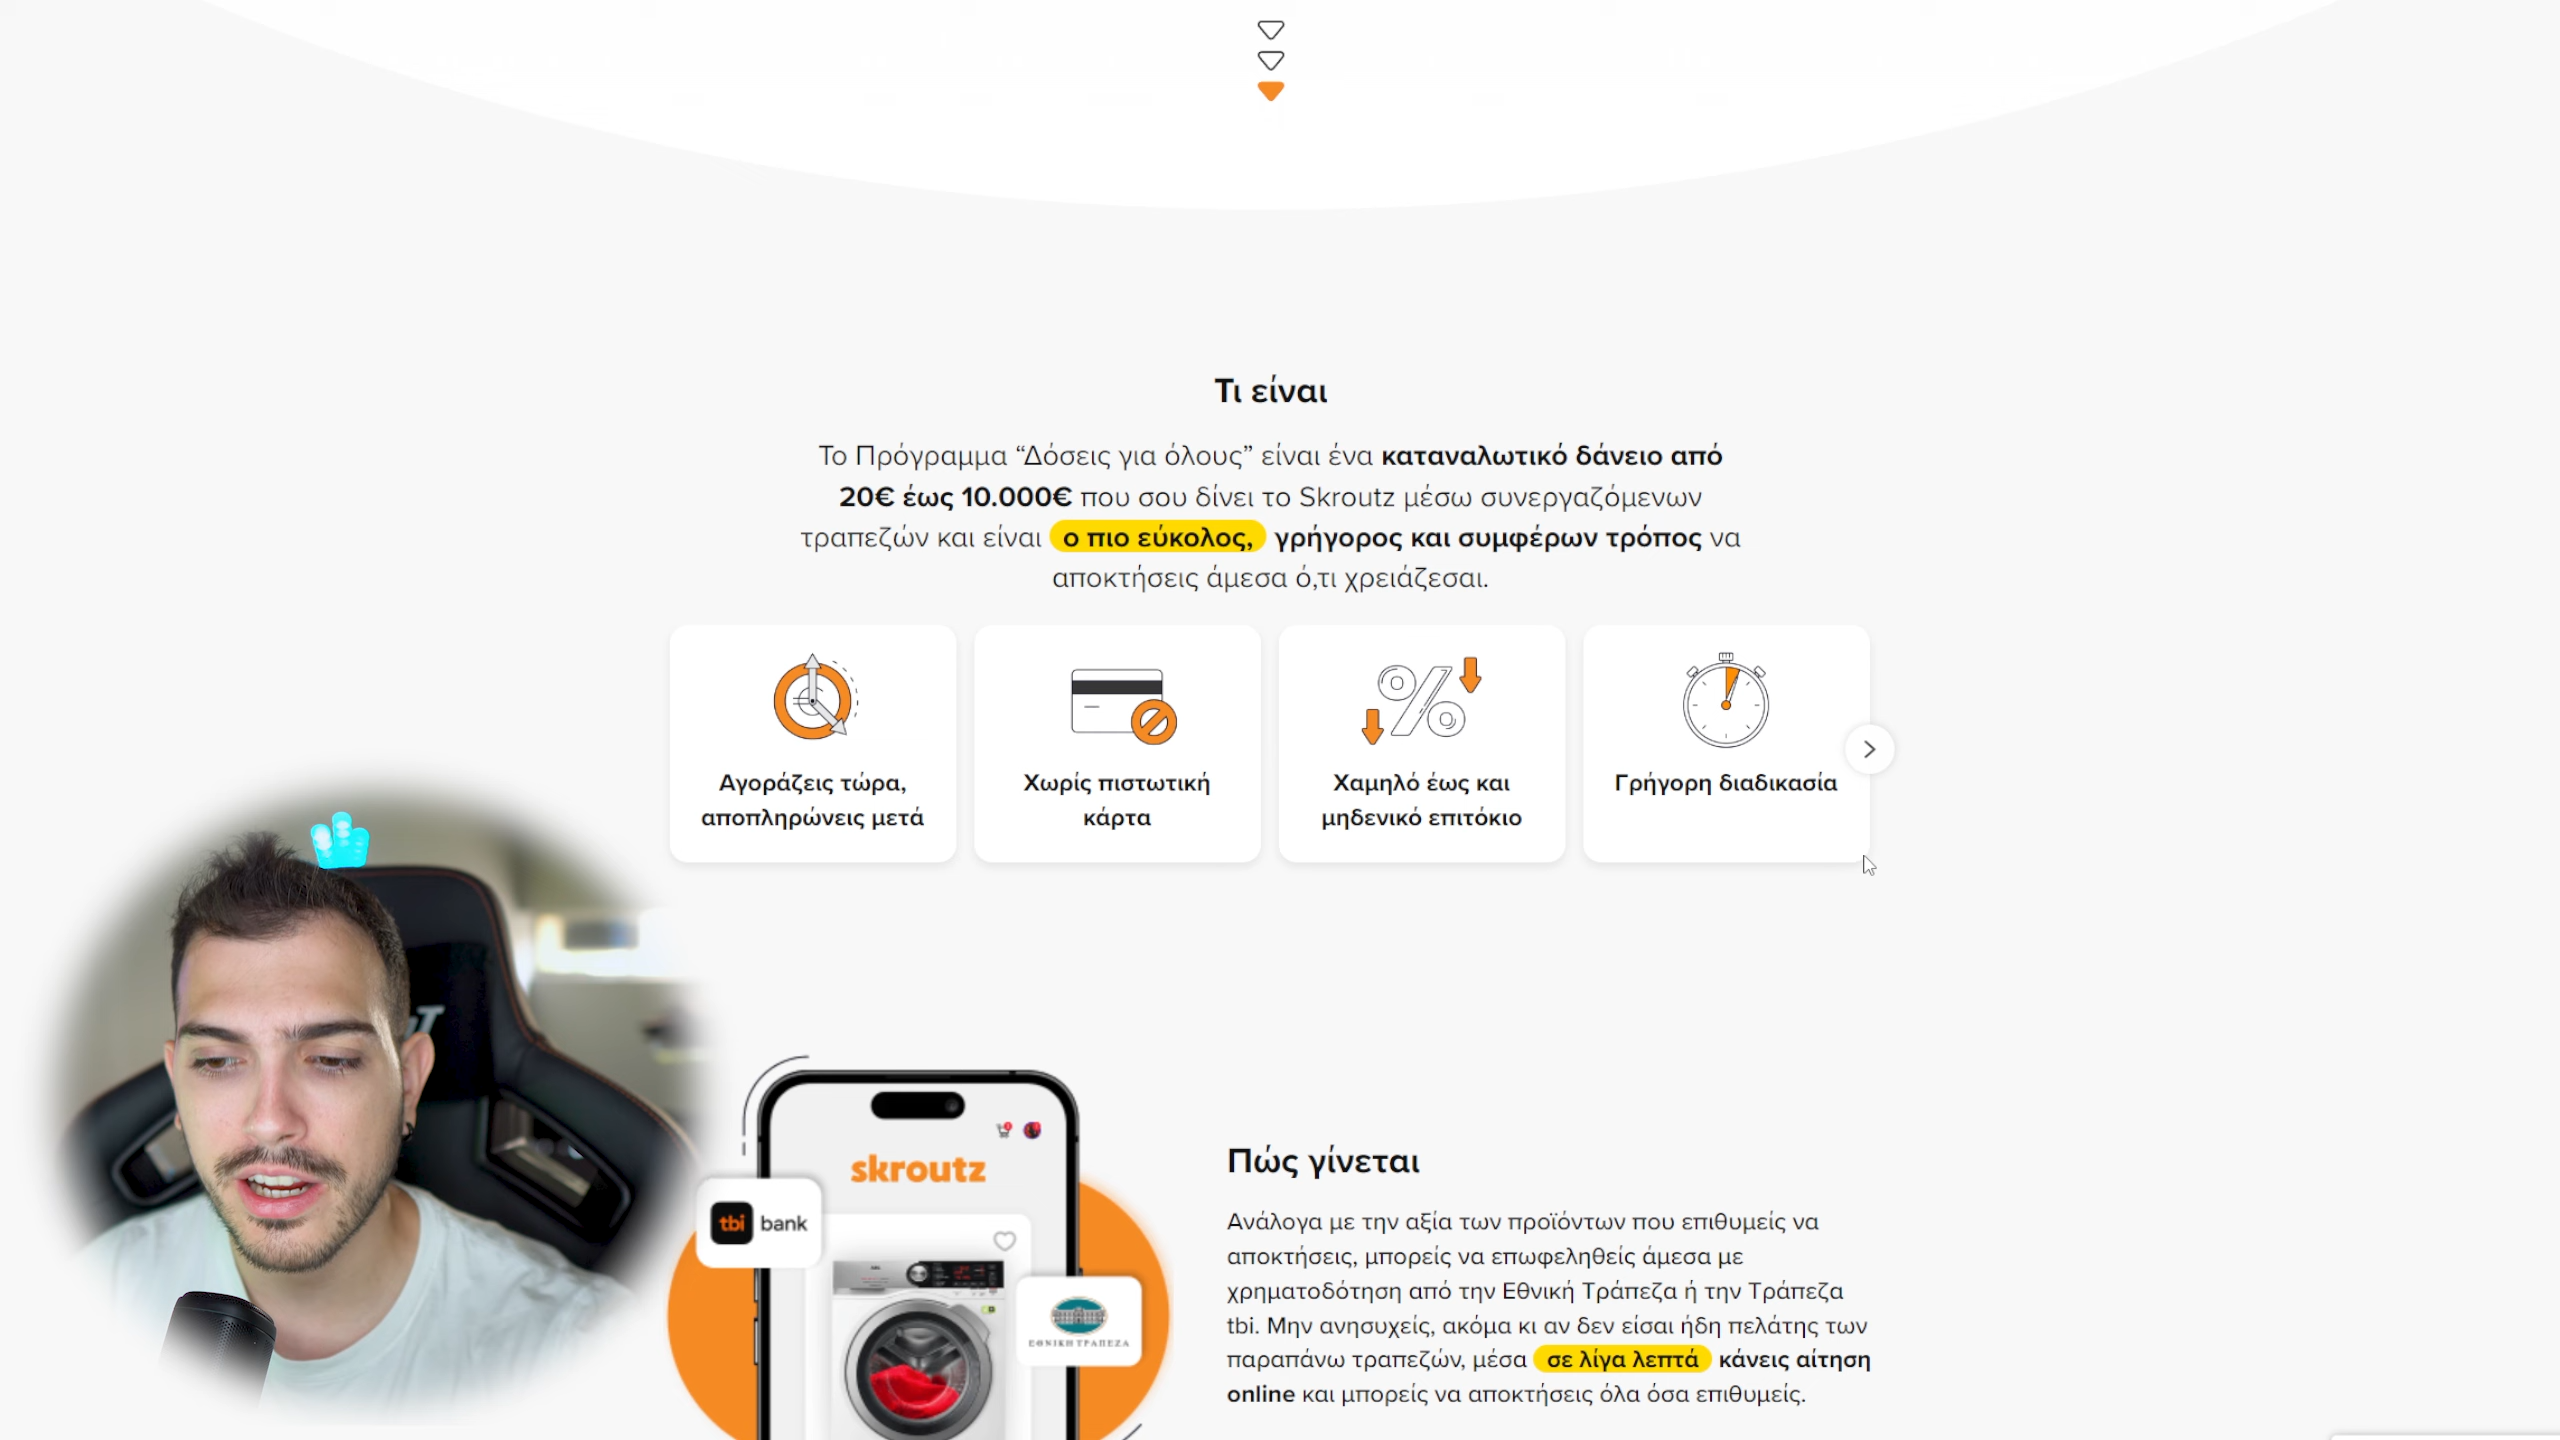 Τι είναι
Το Πρόγραμμα “Δόσεις για όλους” είναι ένα καταναλωτικό δάνειο από
20€ έως 10.000€ που σου δίνει το Skroutz μέσω συνεργαζόμενων
τραπεζών και είναι ο πιο εύκολος, γρήγορος και συμφέρων τρόπος να
αποκτήσεις άμεσα ό,τι χρειάζεσαι.
Αγοράζεις τώρα,
αποπληρώνεις μετά
Χωρίς πιστωτική
κάρτα
Χαμηλό έως και
μηδενικό επιτόκιο
Γρήγορη διαδικασία
skroutz
tbi bank
ΕΘΝΙΚΗ ΤΡΑΠΕΖΑ
Πώς γίνεται
Ανάλογα με την αξία των προϊόντων που επιθυμείς να
αποκτήσεις, μπορείς να επωφεληθείς άμεσα με
χρηματοδότηση από την Εθνική Τράπεζα ή την Τράπεζα
tbi. Μην ανησυχείς, ακόμα κι αν δεν είσαι ήδη πελάτης των
παραπάνω τραπεζών, μέσα σε λίγα λεπτά κάνεις αίτηση
online και μπορείς να αποκτήσεις όλα όσα επιθυμείς.